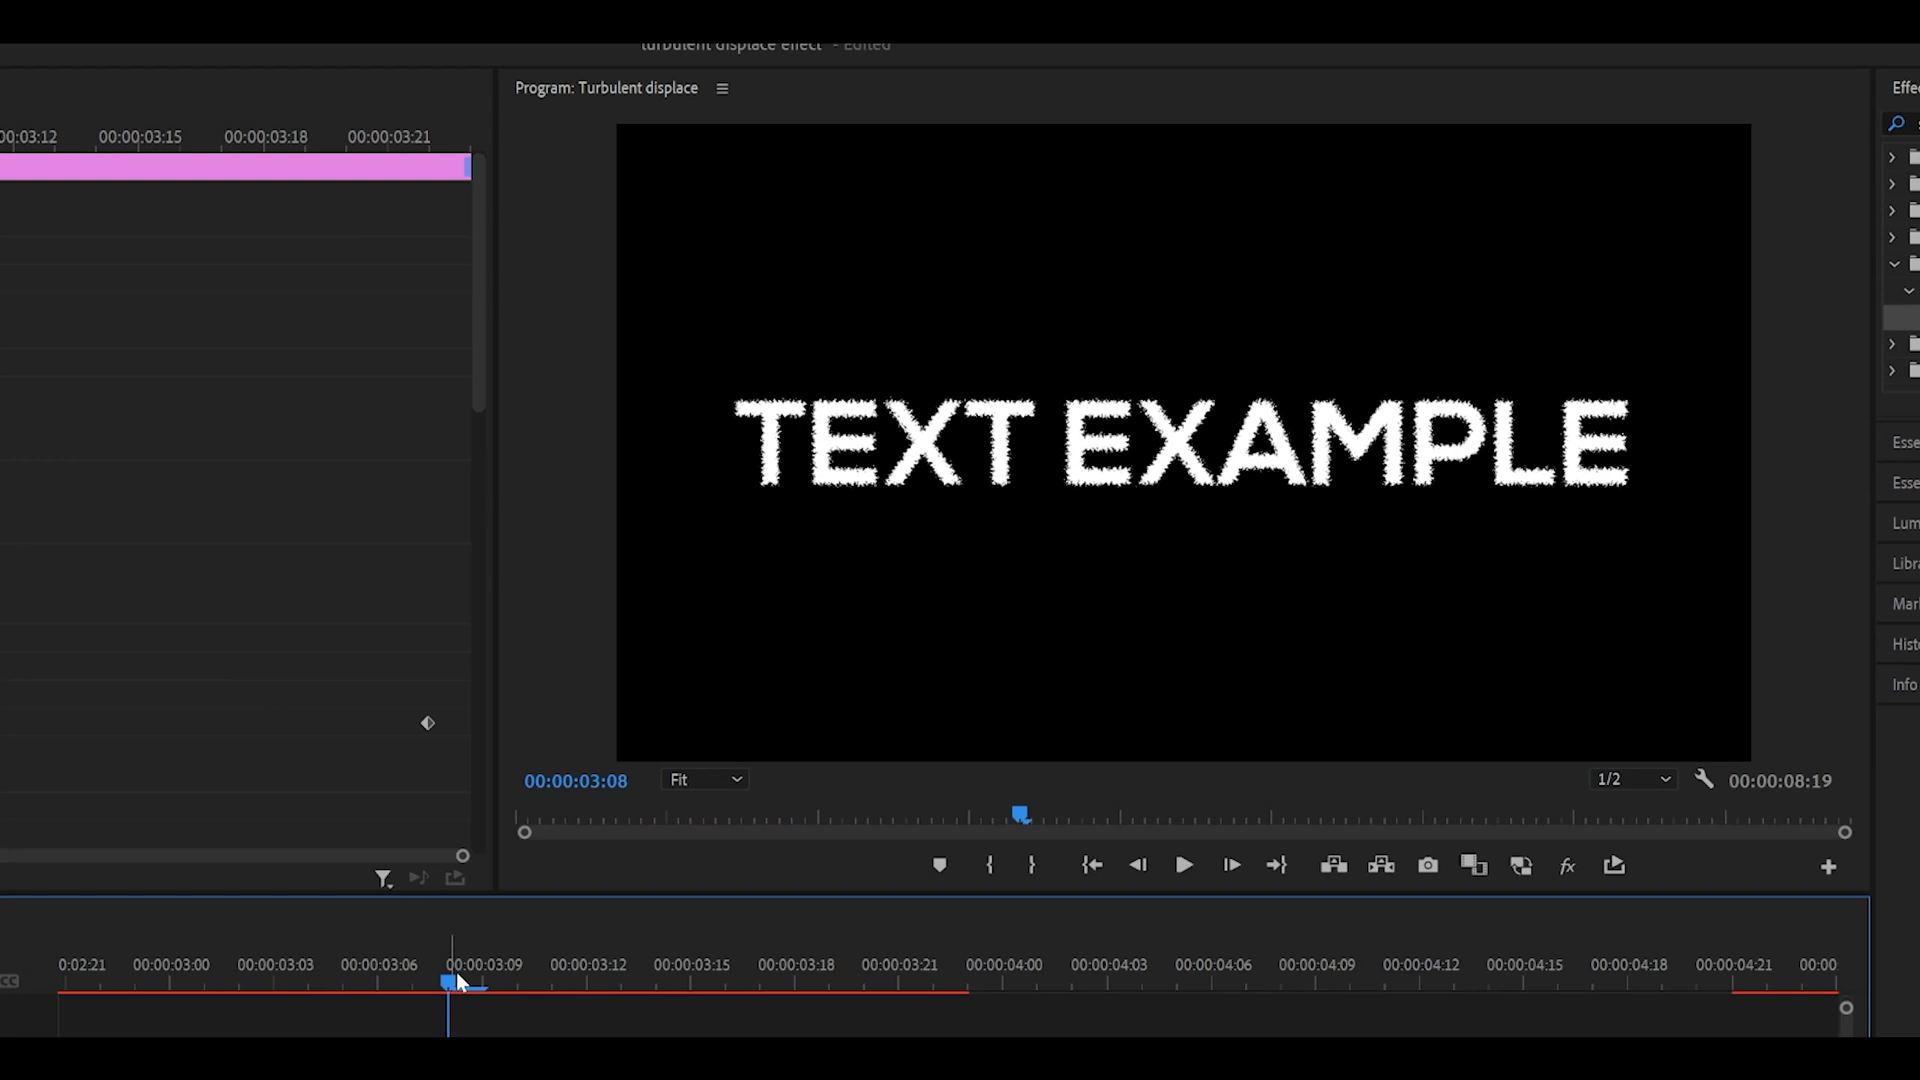 turbulent displace effect - Edited
Program: Turbulent displace
00:03:12 00:00:03:15 00:00:03:18 00:00:03:21
TEXT EXAMPLE
00:00:03:08 Fit 1/2 00:00:08:19
fx
0:02:21 00:00:03:00 00:00:03:03 00:00:03:06 00:00:03:09 00:00:03:12 00:00:03:15 00:00:03:18 00:00:03:21 00:00:04:00 00:00:04:03 00:00:04:06 00:00:04:09 00:00:04:12 00:00:04:15 00:00:04:18 00:00:04:21 00:00
CC
Effe
Esse
Esse
Lum
Libra
Mar
Histo
Info